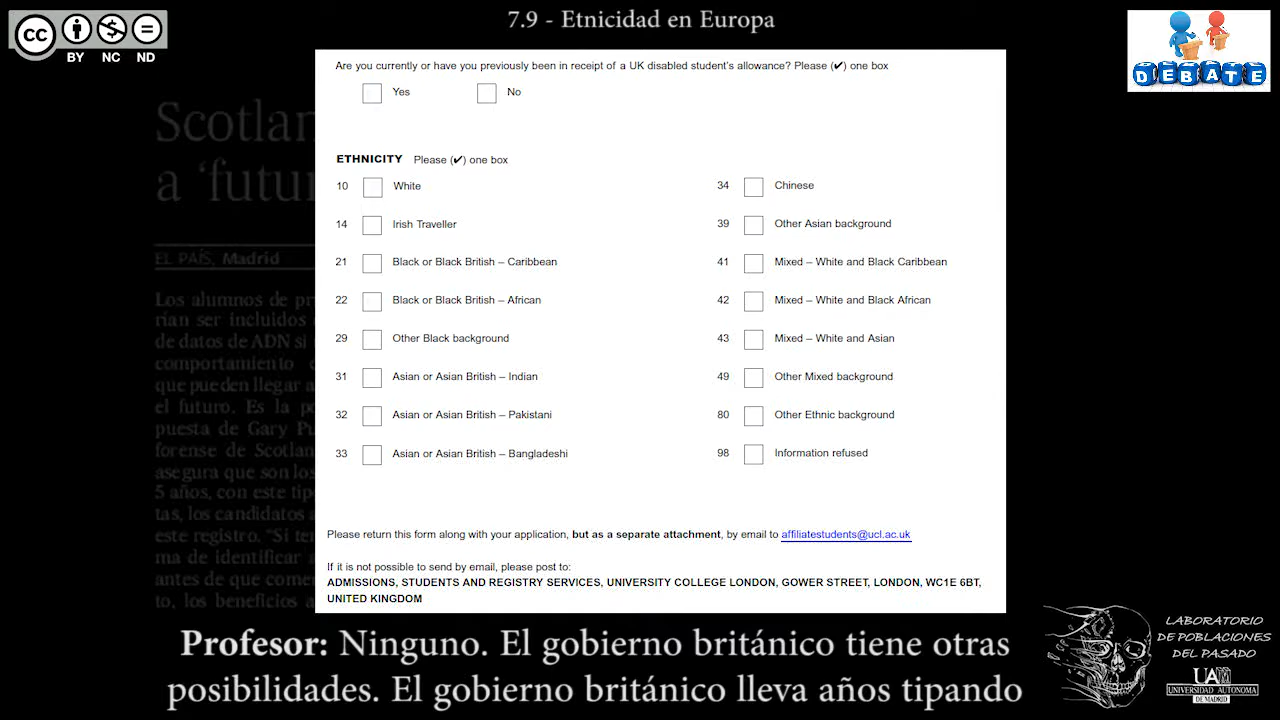 7.9 - Etnicidad en Europa
cc
BY NC ND
DEBATE
Are you currently or have you previously been in receipt of a UK disabled student's allowance? Please (✔) one box
Yes No
ETHNICITY Please (✔) one box
10 White
14 Irish Traveller
21 Black or Black British – Caribbean
22 Black or Black British – African
29 Other Black background
31 Asian or Asian British – Indian
32 Asian or Asian British – Pakistani
33 Asian or Asian British – Bangladeshi
34 Chinese
39 Other Asian background
41 Mixed – White and Black Caribbean
42 Mixed – White and Black African
43 Mixed – White and Asian
49 Other Mixed background
80 Other Ethnic background
98 Information refused
Please return this form along with your application, but as a separate attachment, by email to affiliatestudents@ucl.ac.uk
If it is not possible to send by email, please post to:
ADMISSIONS, STUDENTS AND REGISTRY SERVICES, UNIVERSITY COLLEGE LONDON, GOWER STREET, LONDON, WC1E 6BT,
UNITED KINGDOM
Scotlan
a ‘futur
EL PAÍS, Madrid
Los alumnos de
rían ser incluidos
de datos de ADN si
comportamiento
que pueden llegar a
el futuro. Es la
puesta de Gary
forense de Scotlan
asegura que son los
5 años, con este
tas, los candidatos
este registro. “Si
ma de identificar
antes de que
to, los beneficios
Profesor: Ninguno. El gobierno británico tiene otras
posibilidades. El gobierno británico lleva años tipando
LABORATORIO
DE POBLACIONES
DEL PASADO
UAM
UNIVERSIDAD AUTONOMA
DE MADRID